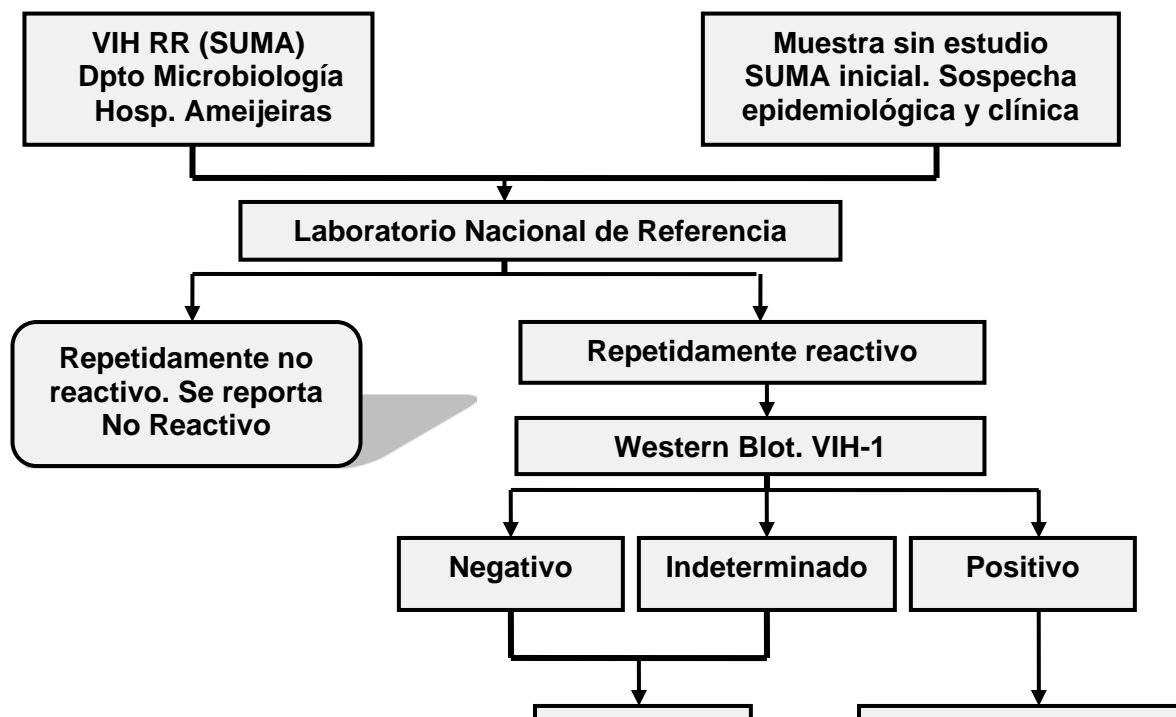 VIH RR (SUMA)
Dpto Microbiología
Hosp. Ameijeiras
Muestra sin estudio
SUMA inicial. Sospecha
epidemiológica y clínica
Laboratorio Nacional de Referencia
Repetidamente no
reactivo. Se reporta
No Reactivo
Repetidamente reactivo
Western Blot. VIH-1
Negativo
Indeterminado
Positivo